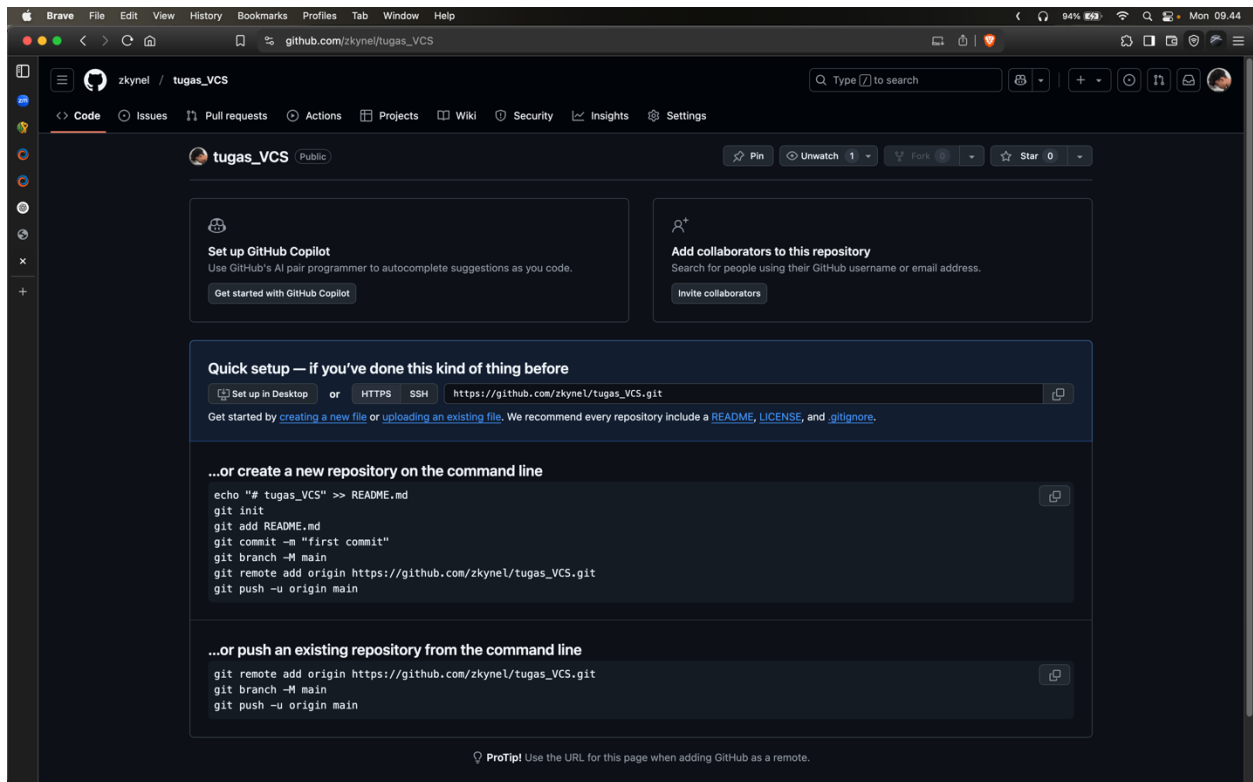 Brave File Edit View History Bookmarks Profiles Tab Window Help 94% Mon 09.44
github.com/zkynel/tugas_VCS
zm
zkynel / tugas_VCS Type / to search
Code Issues Pull requests Actions Projects Wiki Security Insights Settings
tugas_VCS Public Pin Unwatch 1 Fork 0 Star 0
Set up GitHub Copilot
Use GitHub's AI pair programmer to autocomplete suggestions as you code.
Get started with GitHub Copilot
Add collaborators to this repository
Search for people using their GitHub username or email address.
Invite collaborators
Quick setup — if you've done this kind of thing before
Set up in Desktop or HTTPS SSH https://github.com/zkynel/tugas_VCS.git
Get started by creating a new file or uploading an existing file. We recommend every repository include a README, LICENSE, and .gitignore.
...or create a new repository on the command line
echo "# tugas_VCS" >> README.md
git init
git add README.md
git commit -m "first commit"
git branch -M main
git remote add origin https://github.com/zkynel/tugas_VCS.git
git push -u origin main
...or push an existing repository from the command line
git remote add origin https://github.com/zkynel/tugas_VCS.git
git branch -M main
git push -u origin main
ProTip! Use the URL for this page when adding GitHub as a remote.